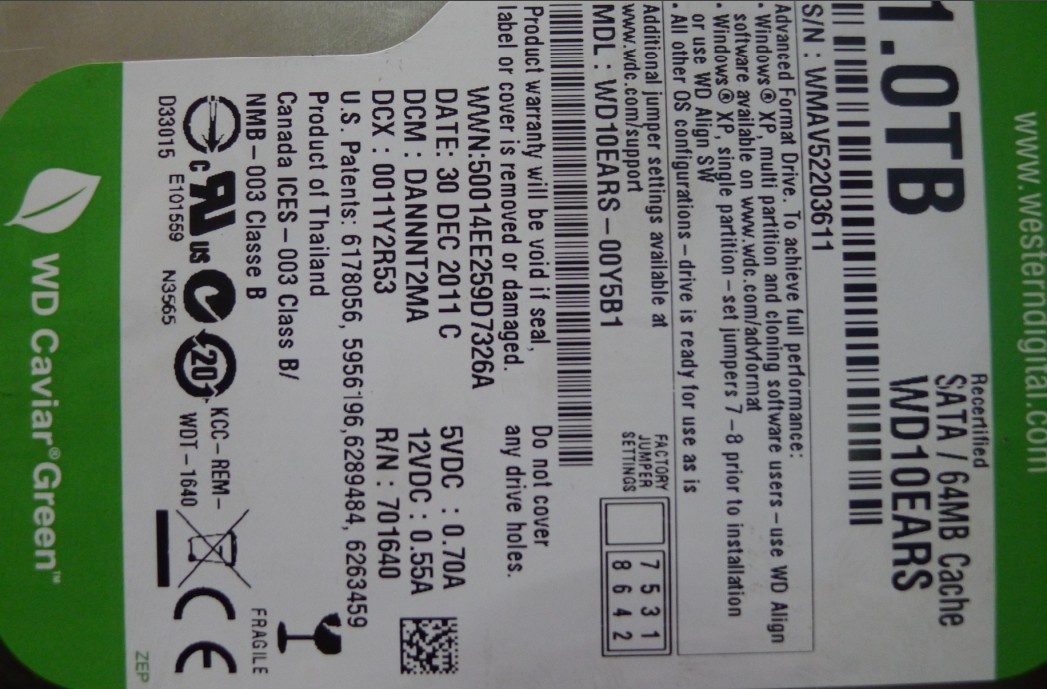 www.westerndigital.com
1.0TB
Recertified
SATA / 64MB Cache
WD10EARS
S/N : WMAV52203611
Advanced Format Drive. To achieve full performance:
• Windows® XP, multi partition and cloning software users – use WD Align
software available on www.wdc.com/advformat
• Windows® XP, single partition – set jumpers 7 – 8 prior to installation
or use WD Align SW
• All other OS configurations – drive is ready for use as is
Additional jumper settings available at
www.wdc.com/support
FACTORY
JUMPER
SETTINGS
7 5 3 1
8 6 4 2
MDL : WD10EARS – 00Y5B1
Product warranty will be void if seal,
label or cover is removed or damaged.
Do not cover
any drive holes.
WWN:50014EE259D7326A
DATE: 30 DEC 2011 C
5VDC : 0.70A
DCM : DANNNT2MA
12VDC : 0.55A
DCX : 0011Y2R53
R/N : 701640
U.S. Patents: 6178056, 5956196,6289484, 6263459
Product of Thailand
Canada ICES – 003 Class B/
NMB – 003 Classe B
FRAGILE
C US
20
KCC – REM –
WDT – 1640
CE
D33015 E101559 N3565
ZEP
WD Caviar®Green™